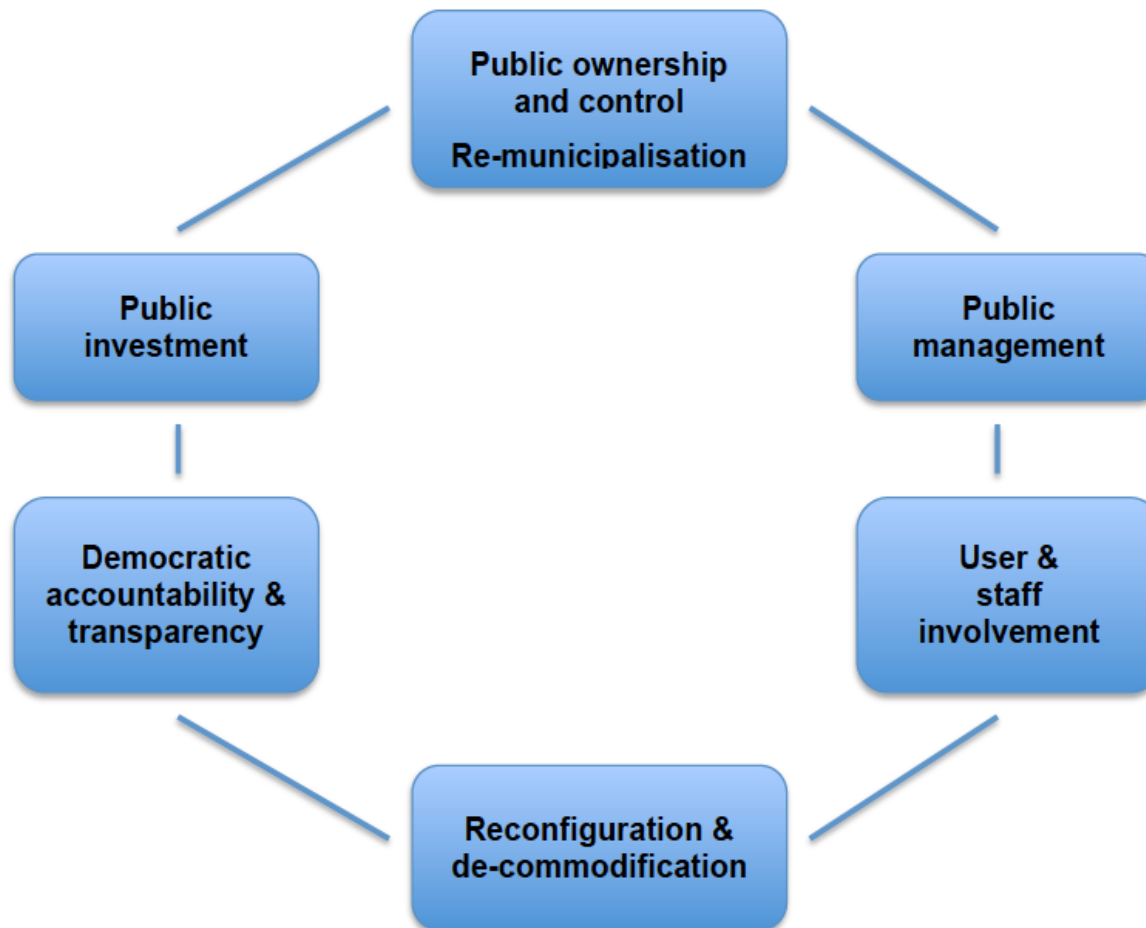 Public ownership
and control
Re-municipalisation
Public
investment
Public
management
Democratic
accountability &
transparency
User &
staff
involvement
Reconfiguration &
de-commodification